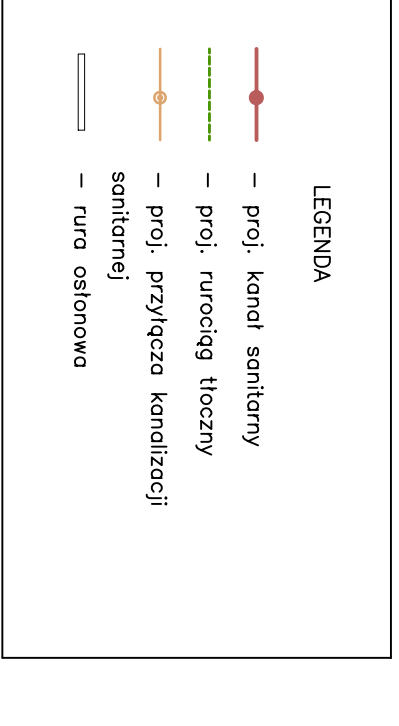 LEGENDA
– proj. kanał sanitarny
– proj. rurociąg tłoczny
– proj. przyłącza kanalizacji
sanitarnej
– rura osłonowa